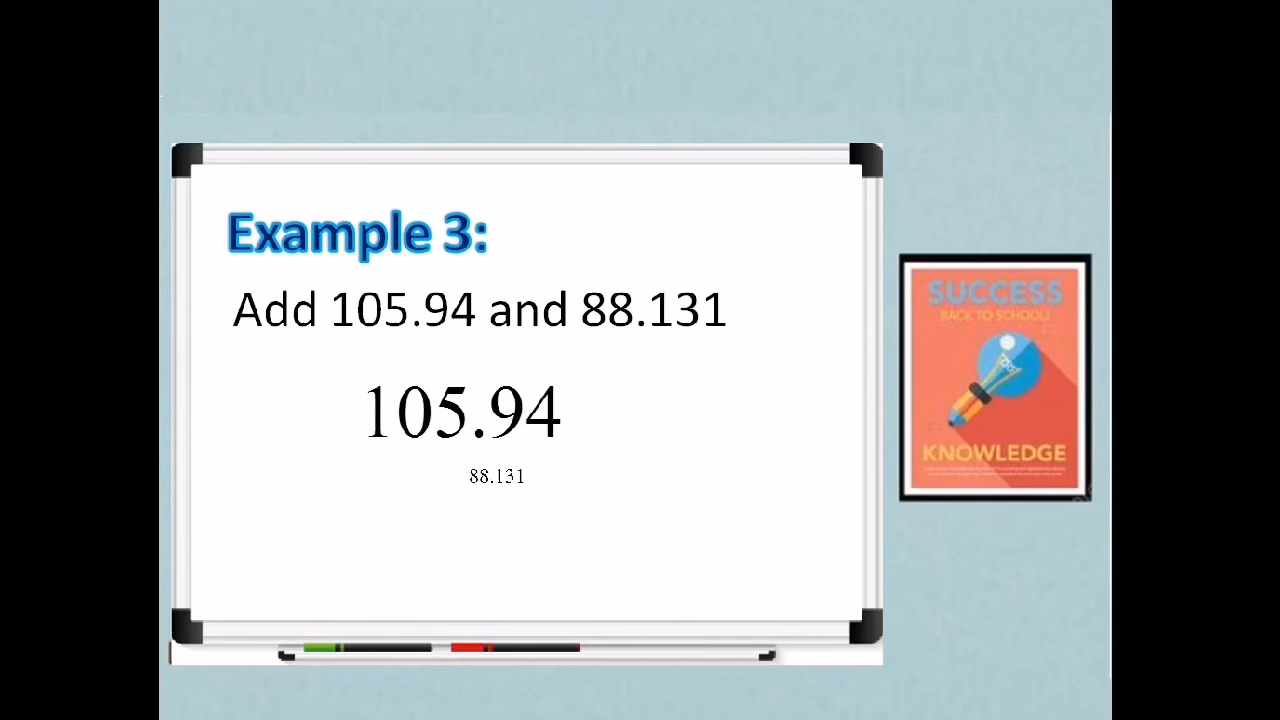 Example 3:
Add 105.94 and 88.131
105.94
88.131
SUCCESS
BACK TO SCHOOL!
KNOWLEDGE